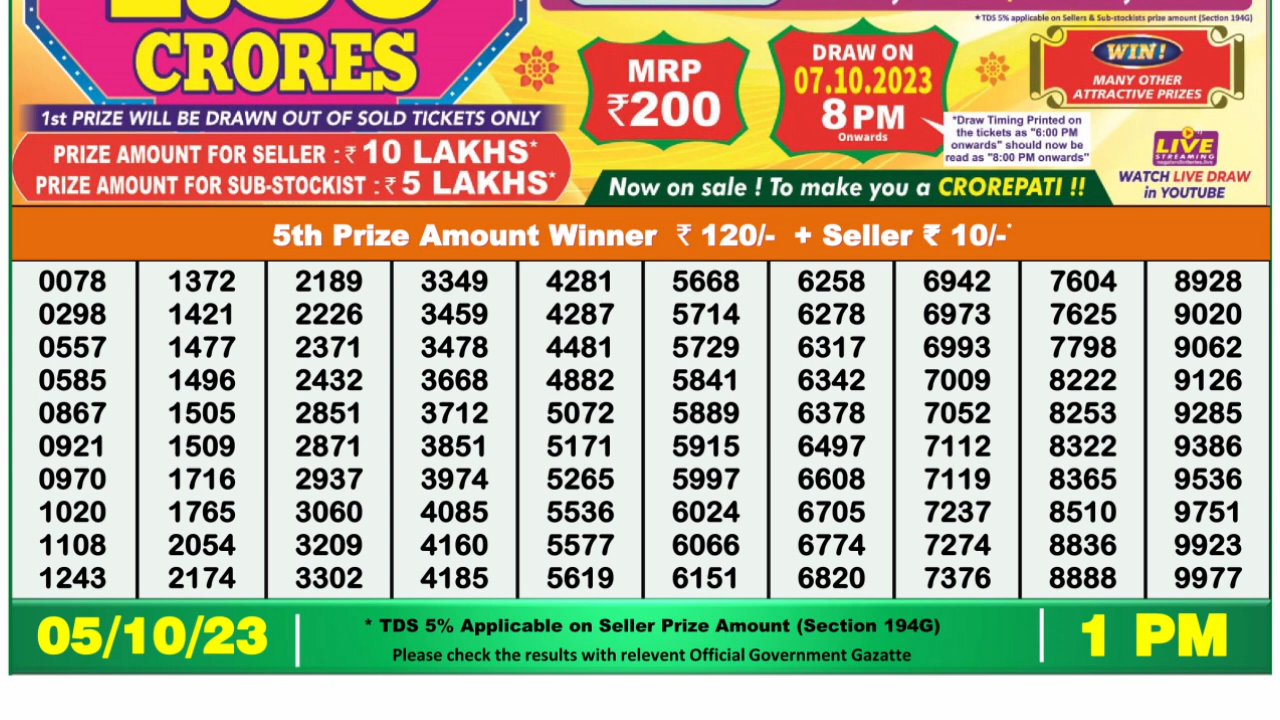 CRORES
1st PRIZE WILL BE DRAWN OUT OF SOLD TICKETS ONLY
PRIZE AMOUNT FOR SELLER : ₹ 10 LAKHS*
PRIZE AMOUNT FOR SUB-STOCKIST : ₹ 5 LAKHS*
*TDS 5% applicable on Sellers & Sub-stockists prize amount (Section 194G)
MRP
₹200
DRAW ON
07.10.2023
8 PM
Onwards
WIN!
MANY OTHER
ATTRACTIVE PRIZES
*Draw Timing Printed on
the tickets as "6:00 PM
onwards" should now be
read as "8:00 PM onwards"
LIVE
STREAMING
WATCH LIVE DRAW
in YOUTUBE
Now on sale ! To make you a CROREPATI !!
5th Prize Amount Winner ₹ 120/- + Seller ₹ 10/-*
0078 1372 2189 3349 4281 5668 6258 6942 7604 8928
0298 1421 2226 3459 4287 5714 6278 6973 7625 9020
0557 1477 2371 3478 4481 5729 6317 6993 7798 9062
0585 1496 2432 3668 4882 5841 6342 7009 8222 9126
0867 1505 2851 3712 5072 5889 6378 7052 8253 9285
0921 1509 2871 3851 5171 5915 6497 7112 8322 9386
0970 1716 2937 3974 5265 5997 6608 7119 8365 9536
1020 1765 3060 4085 5536 6024 6705 7237 8510 9751
1108 2054 3209 4160 5577 6066 6774 7274 8836 9923
1243 2174 3302 4185 5619 6151 6820 7376 8888 9977
05/10/23
* TDS 5% Applicable on Seller Prize Amount (Section 194G)
Please check the results with relevent Official Government Gazatte
1 PM